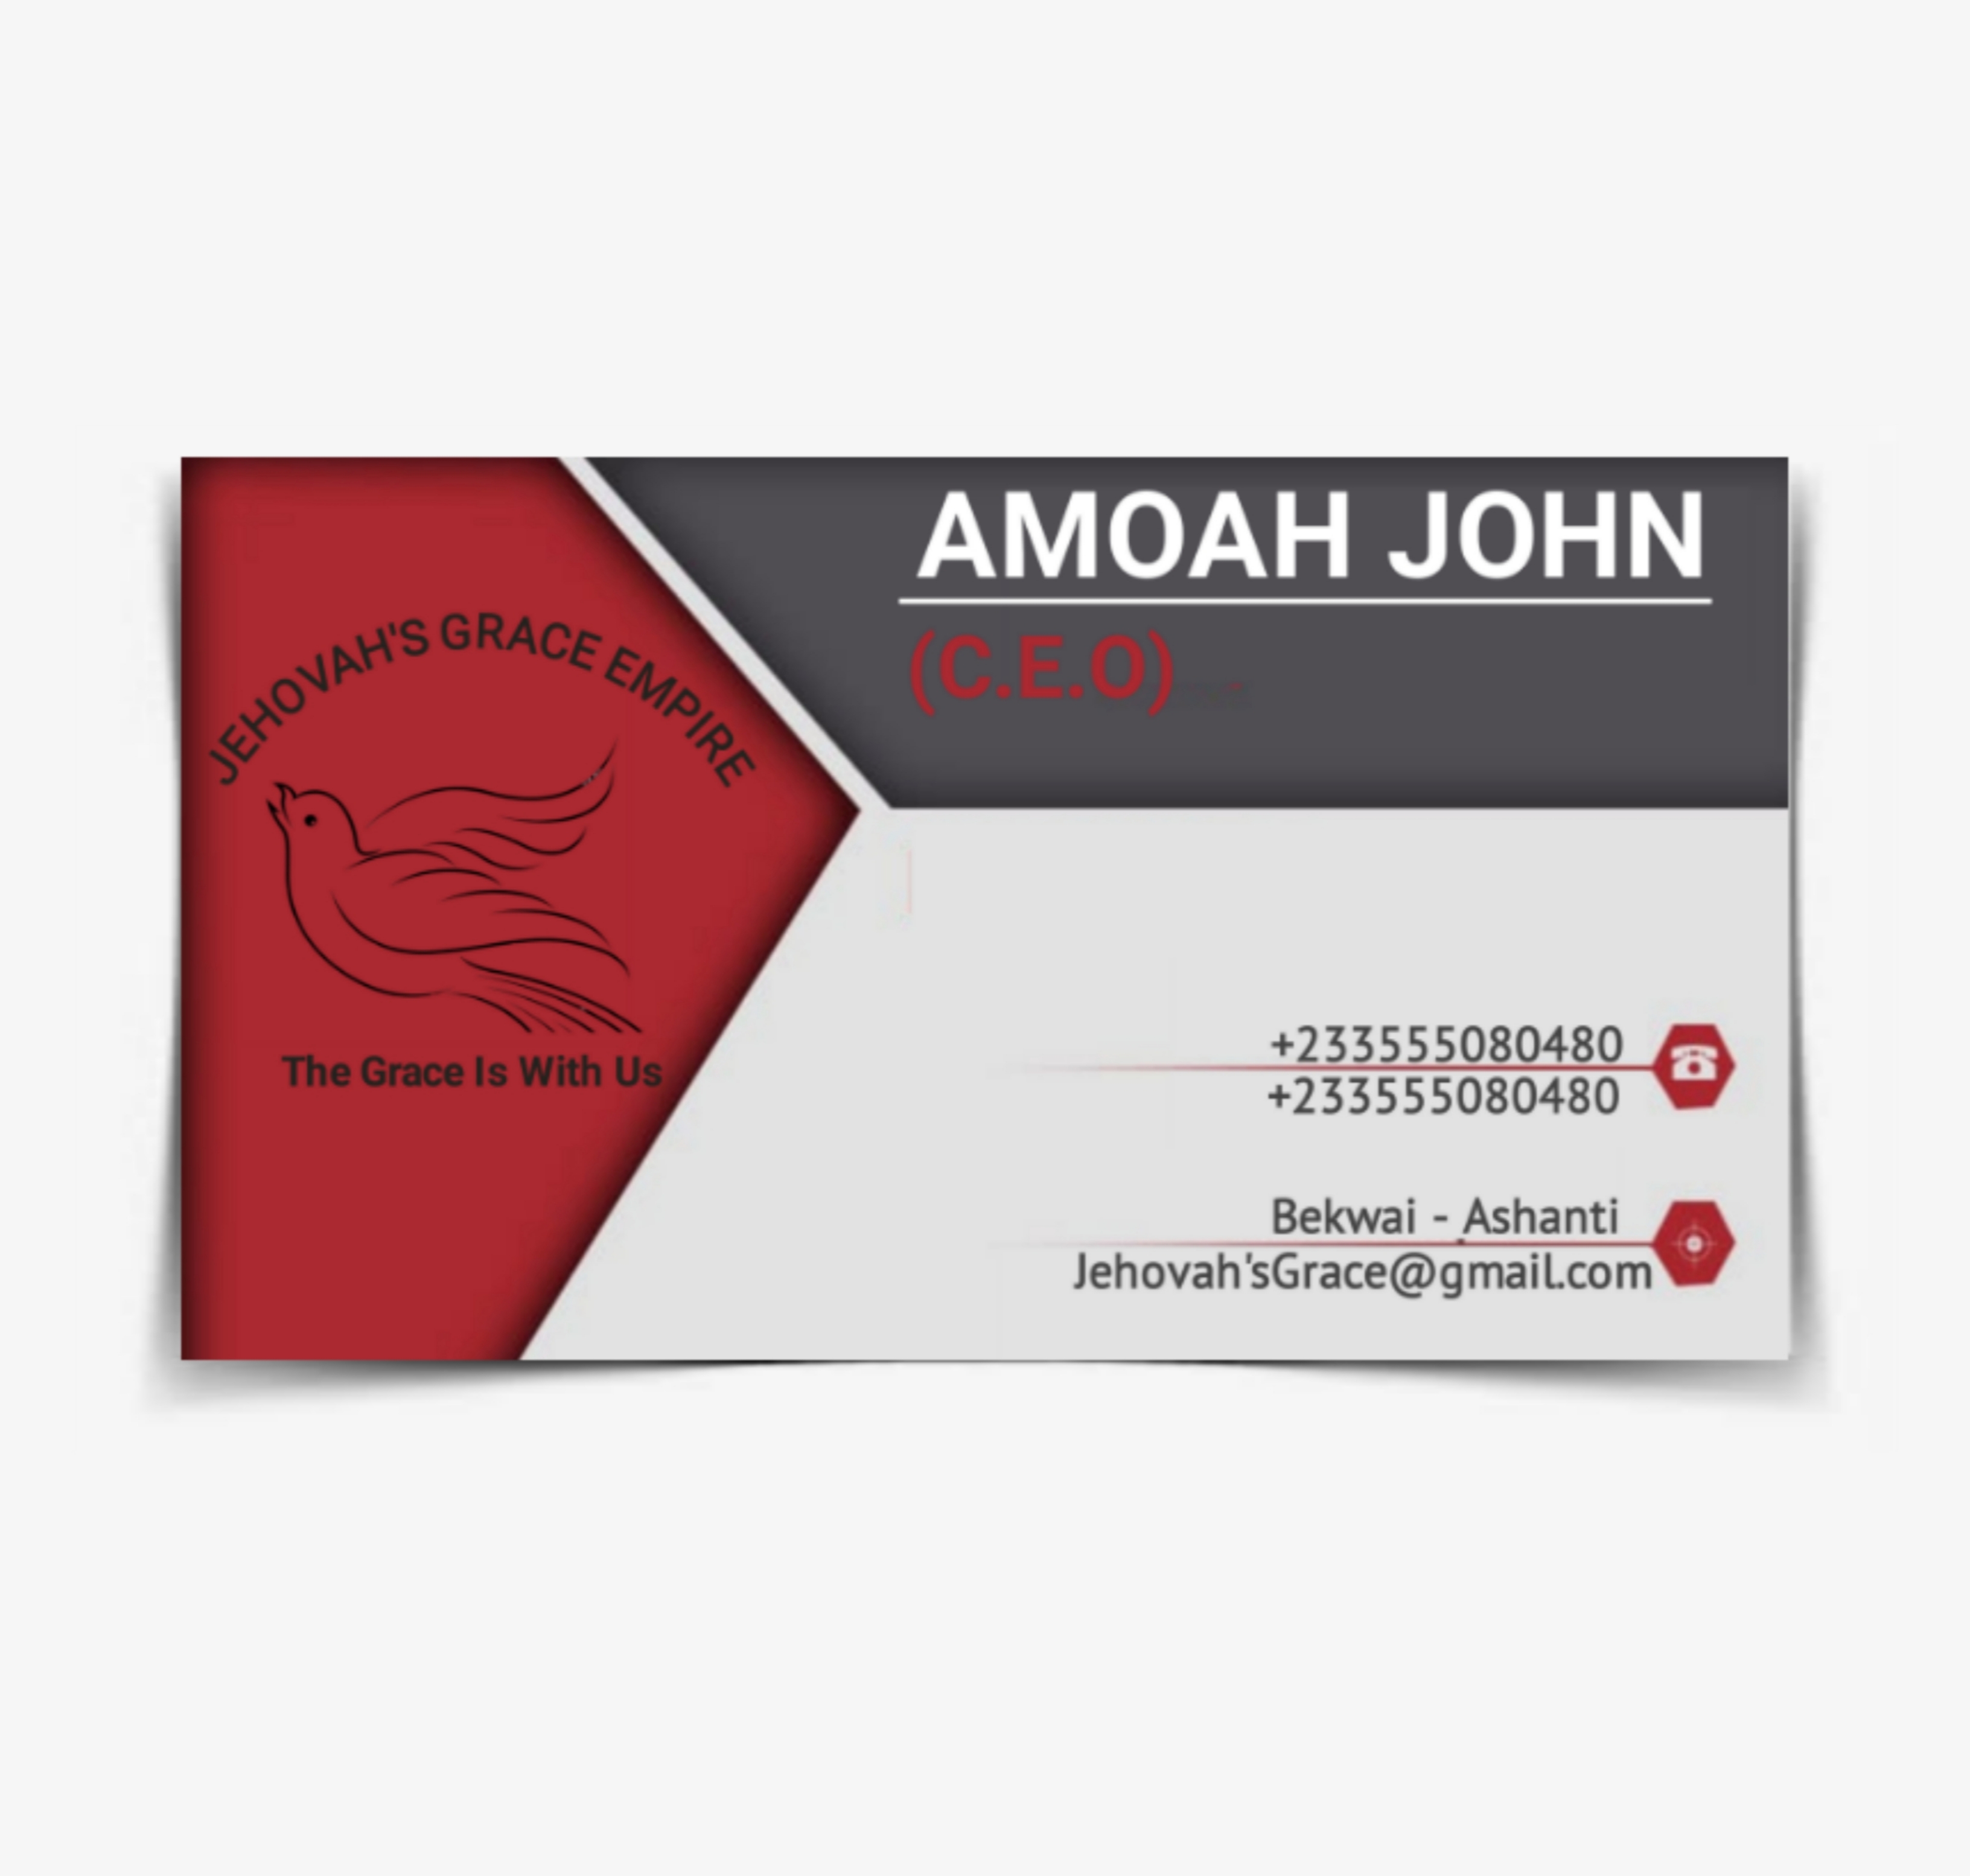 JEHOVAH'S GRACE EMPIRE
The Grace Is With Us
AMOAH JOHN
(C.E.O)
+233555080480
+233555080480
Bekwai - Ashanti
Jehovah'sGrace@gmail.com